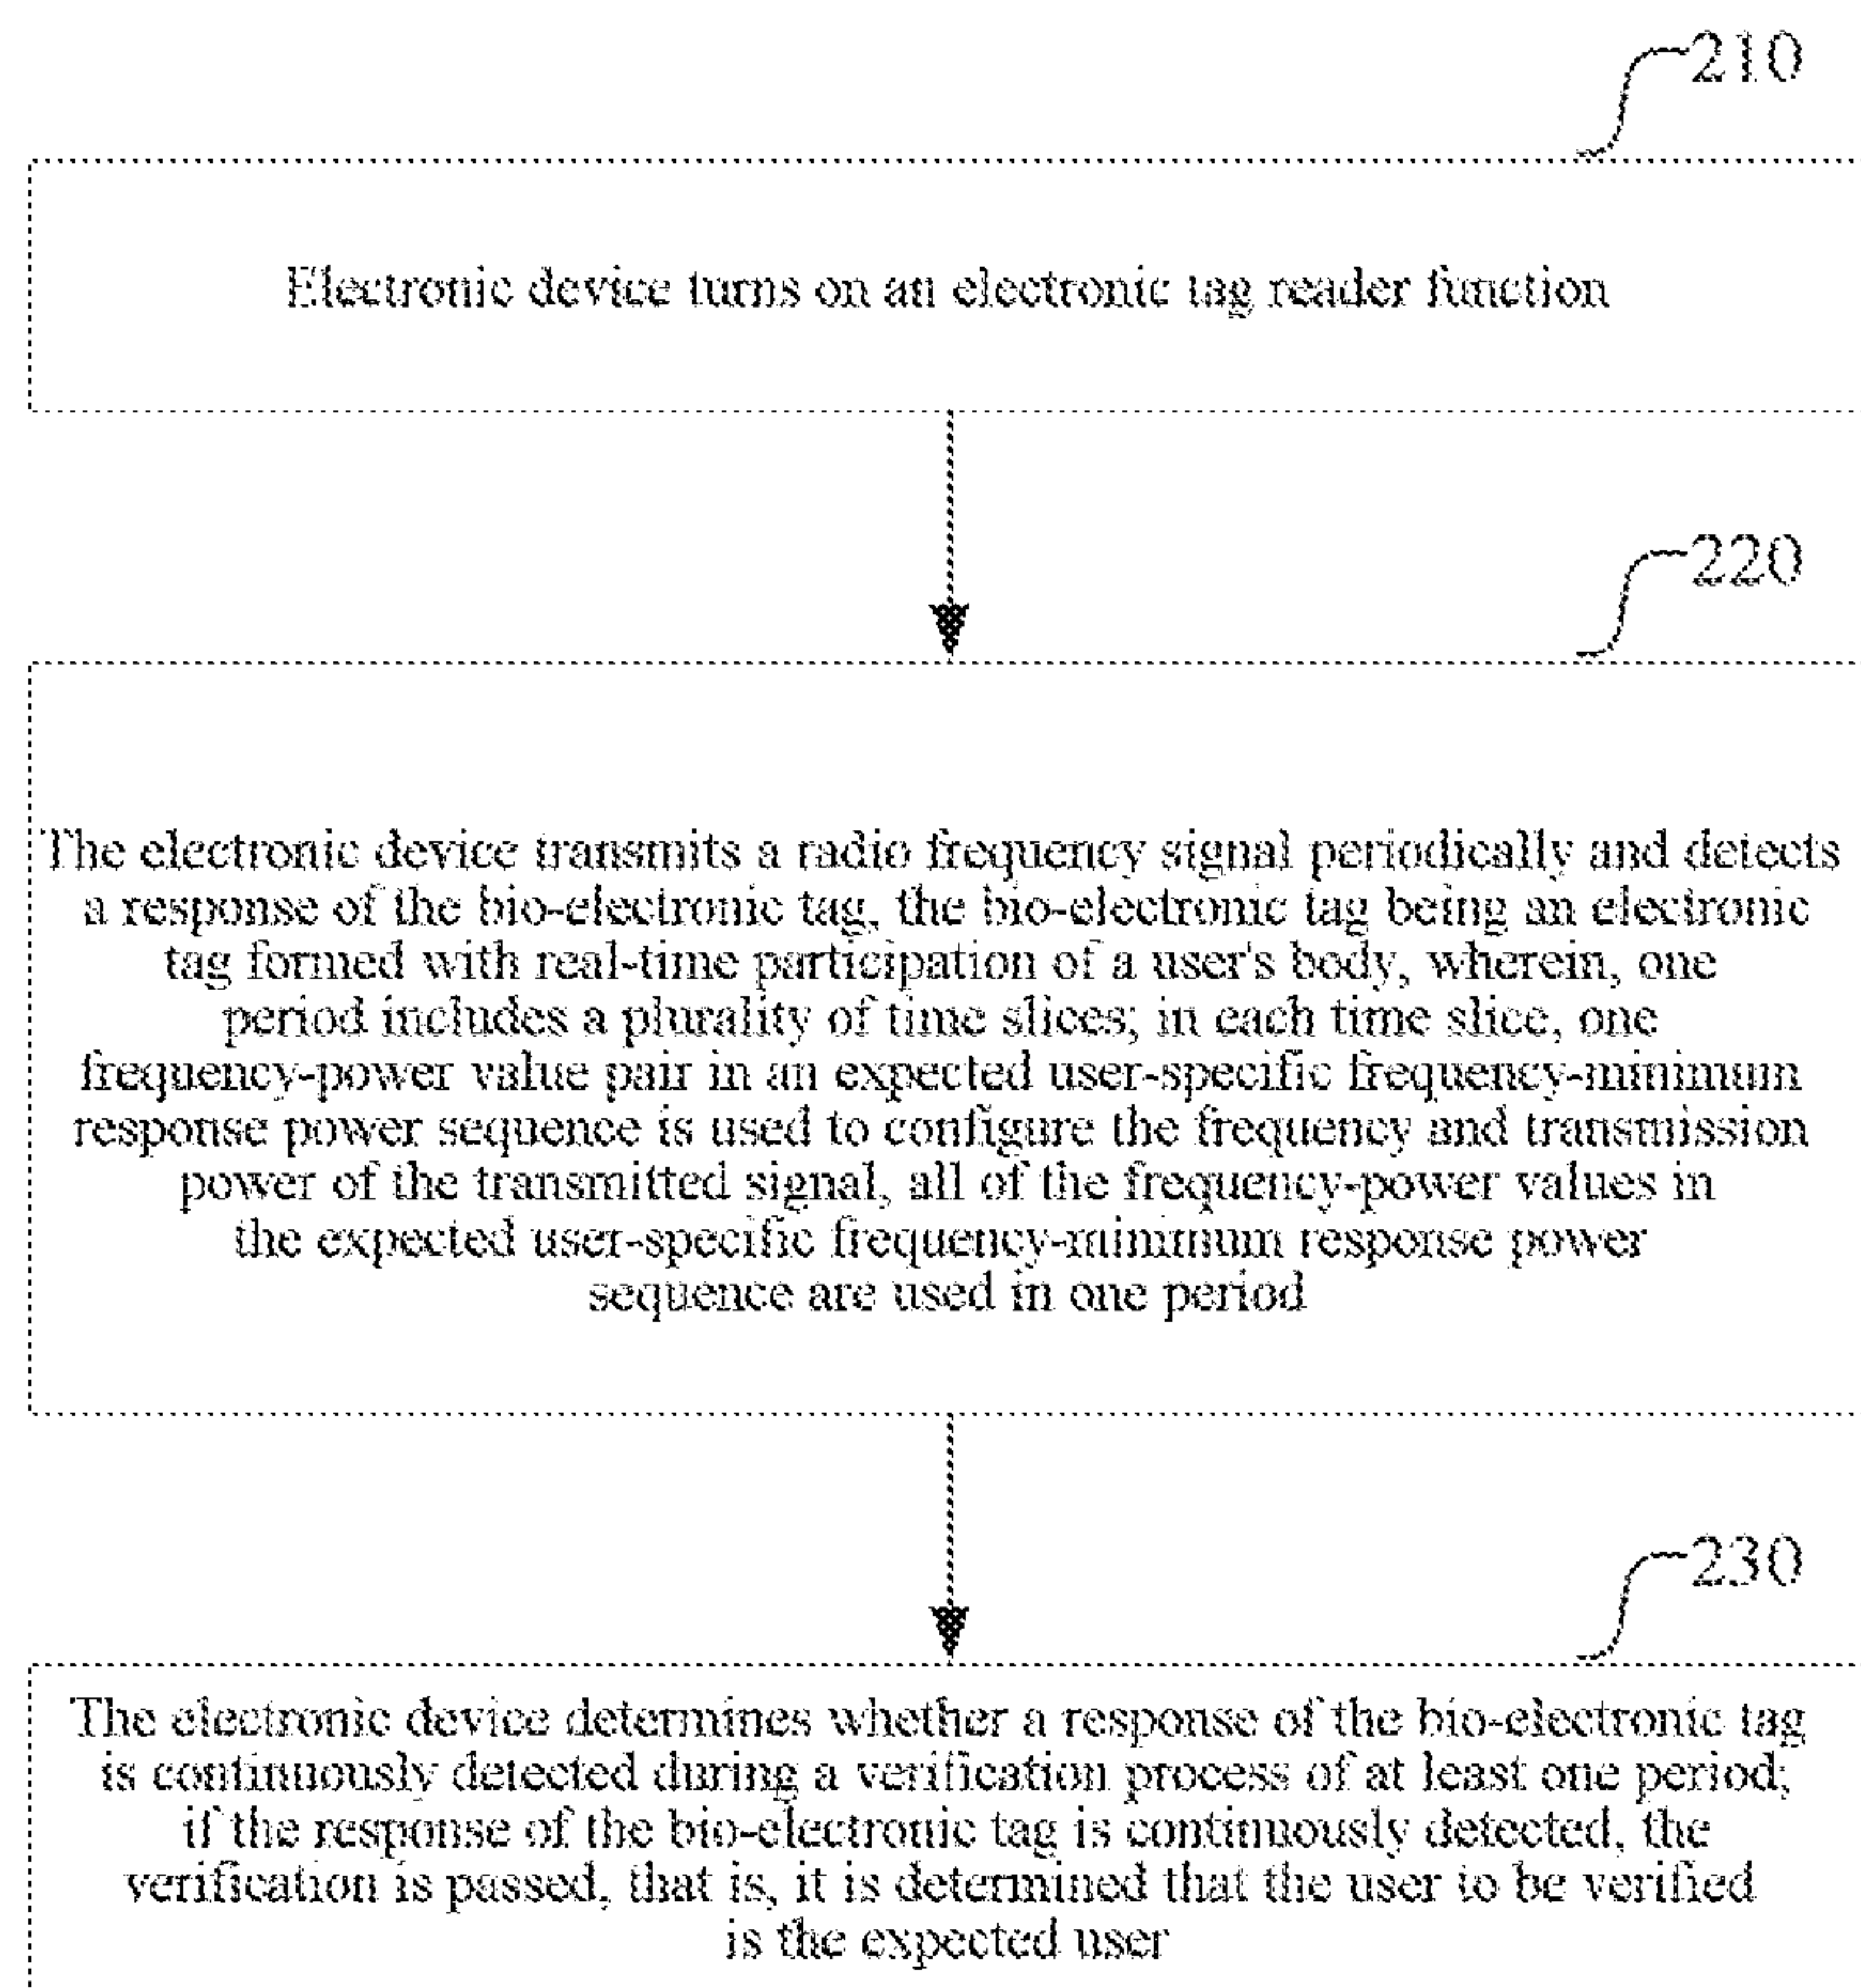 210
Electronic device turns on an electronic tag reader function
220
The electronic device transmits a radio frequency signal periodically and detects
a response of the bio-electronic tag, the bio-electronic tag being an electronic
tag formed with real-time participation of a user's body, wherein, one
period includes a plurality of time slices; in each time slice, one
frequency-power value pair in an expected user-specific frequency-minimum
response power sequence is used to configure the frequency and transmission
power of the transmitted signal, all of the frequency-power values in
the expected user-specific frequency-minimum response power
sequence are used in one period
230
The electronic device determines whether a response of the bio-electronic tag
is continuously detected during a verification process of at least one period;
if the response of the bio-electronic tag is continuously detected, the
verification is passed, that is, it is determined that the user to be verified
is the expected user